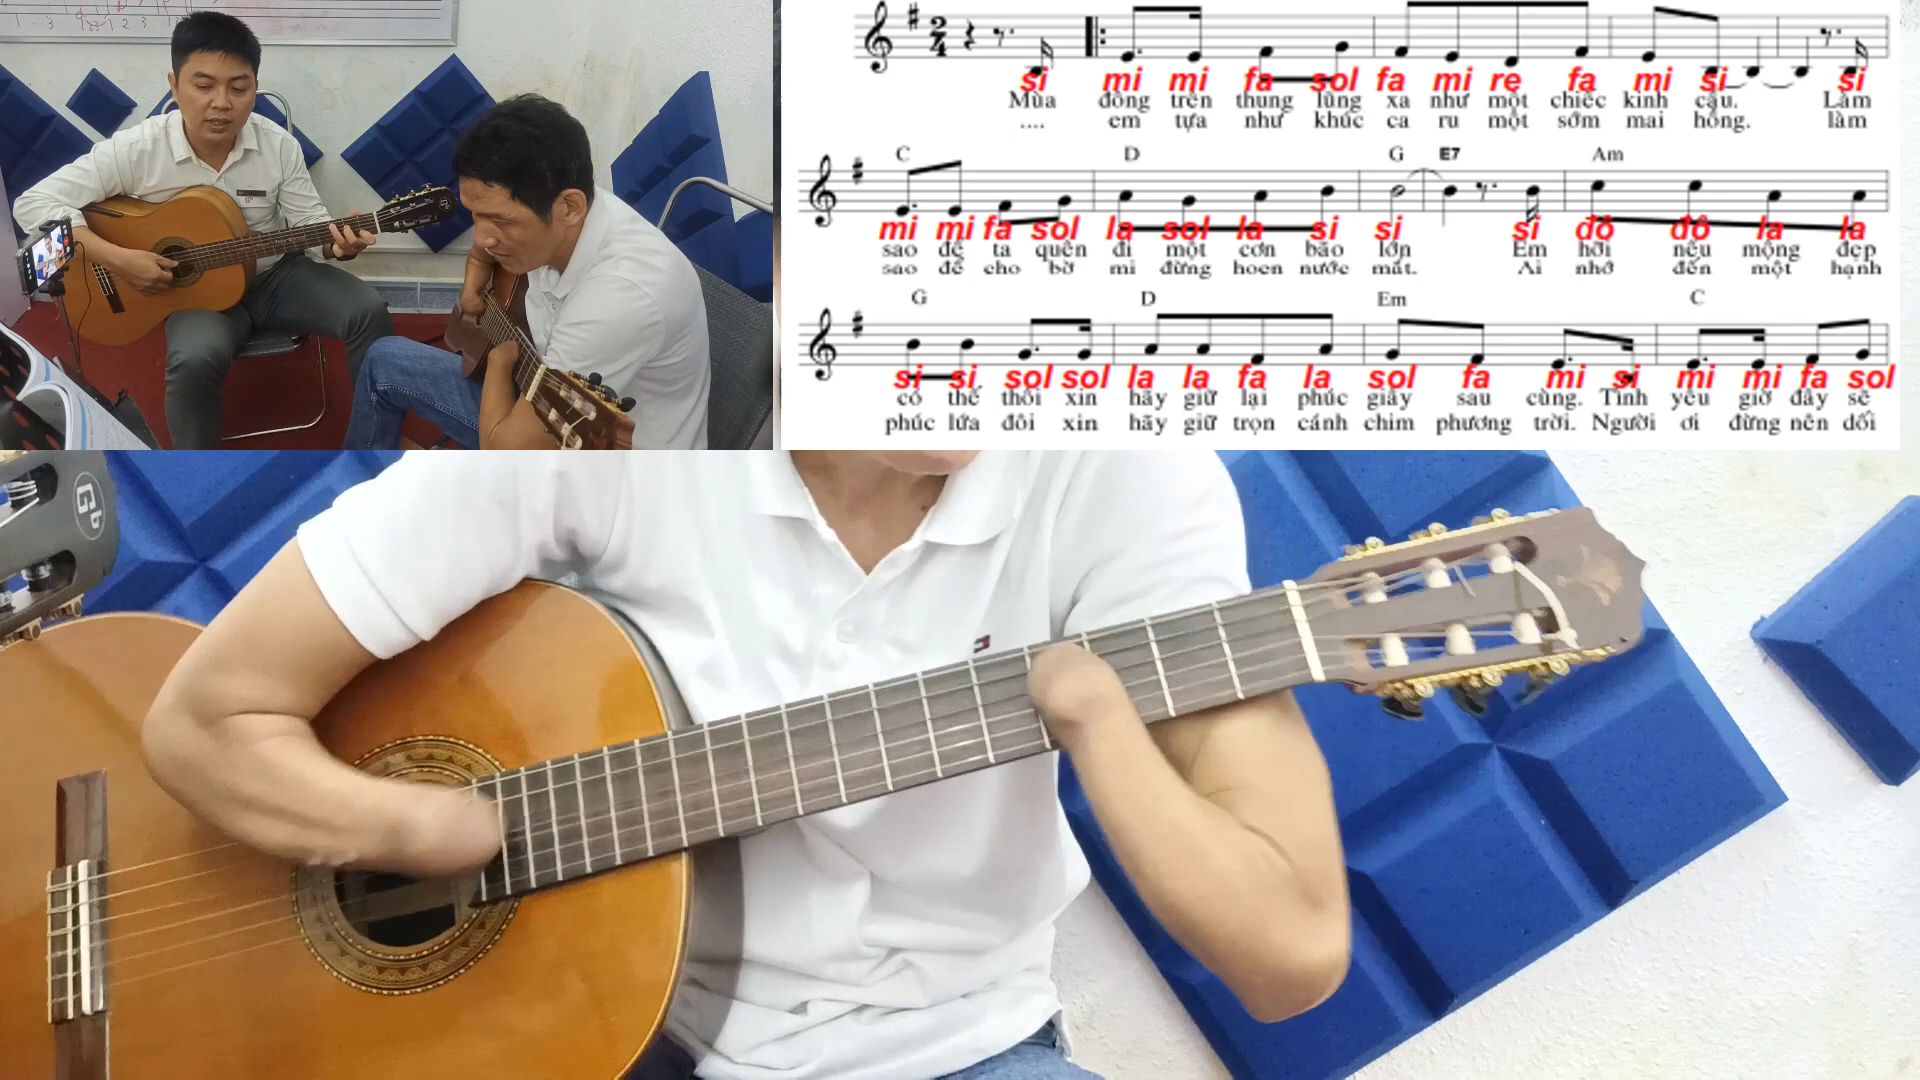 2
4
si mi mi fa sol fa mi re fa mi si si
Mùa đông trên thung lũng xa như một chiếc kinh cầu. Làm
.... em tựa như khúc ca ru một sớm mai hồng. làm
C D G E7 Am
mi mi fa sol la sol la si si si đô đô la la
sao để ta quên đi một cơn bão lớn Em hỡi nếu mộng đẹp
sao để cho bờ mi đừng hoen nước mắt. Ai nhớ đến một hạnh
G D Em C
si si sol sol la la fa la sol fa mi si mi mi fa sol
có thế thôi xin hãy giữ lại phúc giây sau cùng. Tình yêu giờ đây sẽ
phúc lứa đôi xin hãy giữ trọn cánh chim phương trời. Người ơi đừng nên dối
Gb